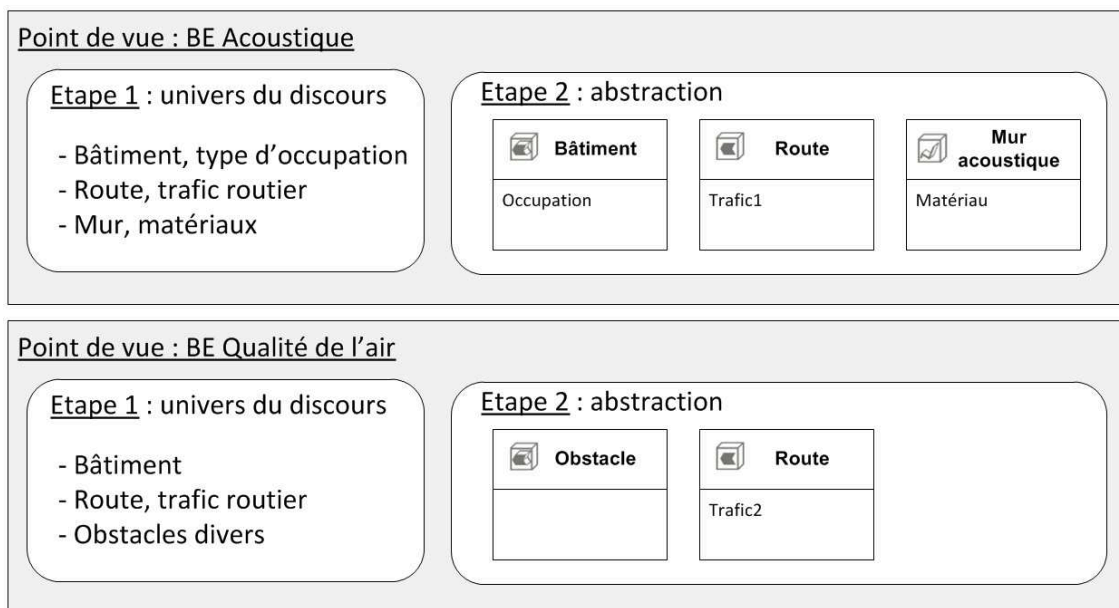 Point de vue : BE Acoustique
Etape 1 : univers du discours
- Bâtiment, type d’occupation
- Route, trafic routier
- Mur, matériaux
Etape 2 : abstraction
Bâtiment
Occupation
Route
Trafic1
Mur
acoustique
Matériau
Point de vue : BE Qualité de l’air
Etape 1 : univers du discours
- Bâtiment
- Route, trafic routier
- Obstacles divers
Etape 2 : abstraction
Obstacle
Route
Trafic2